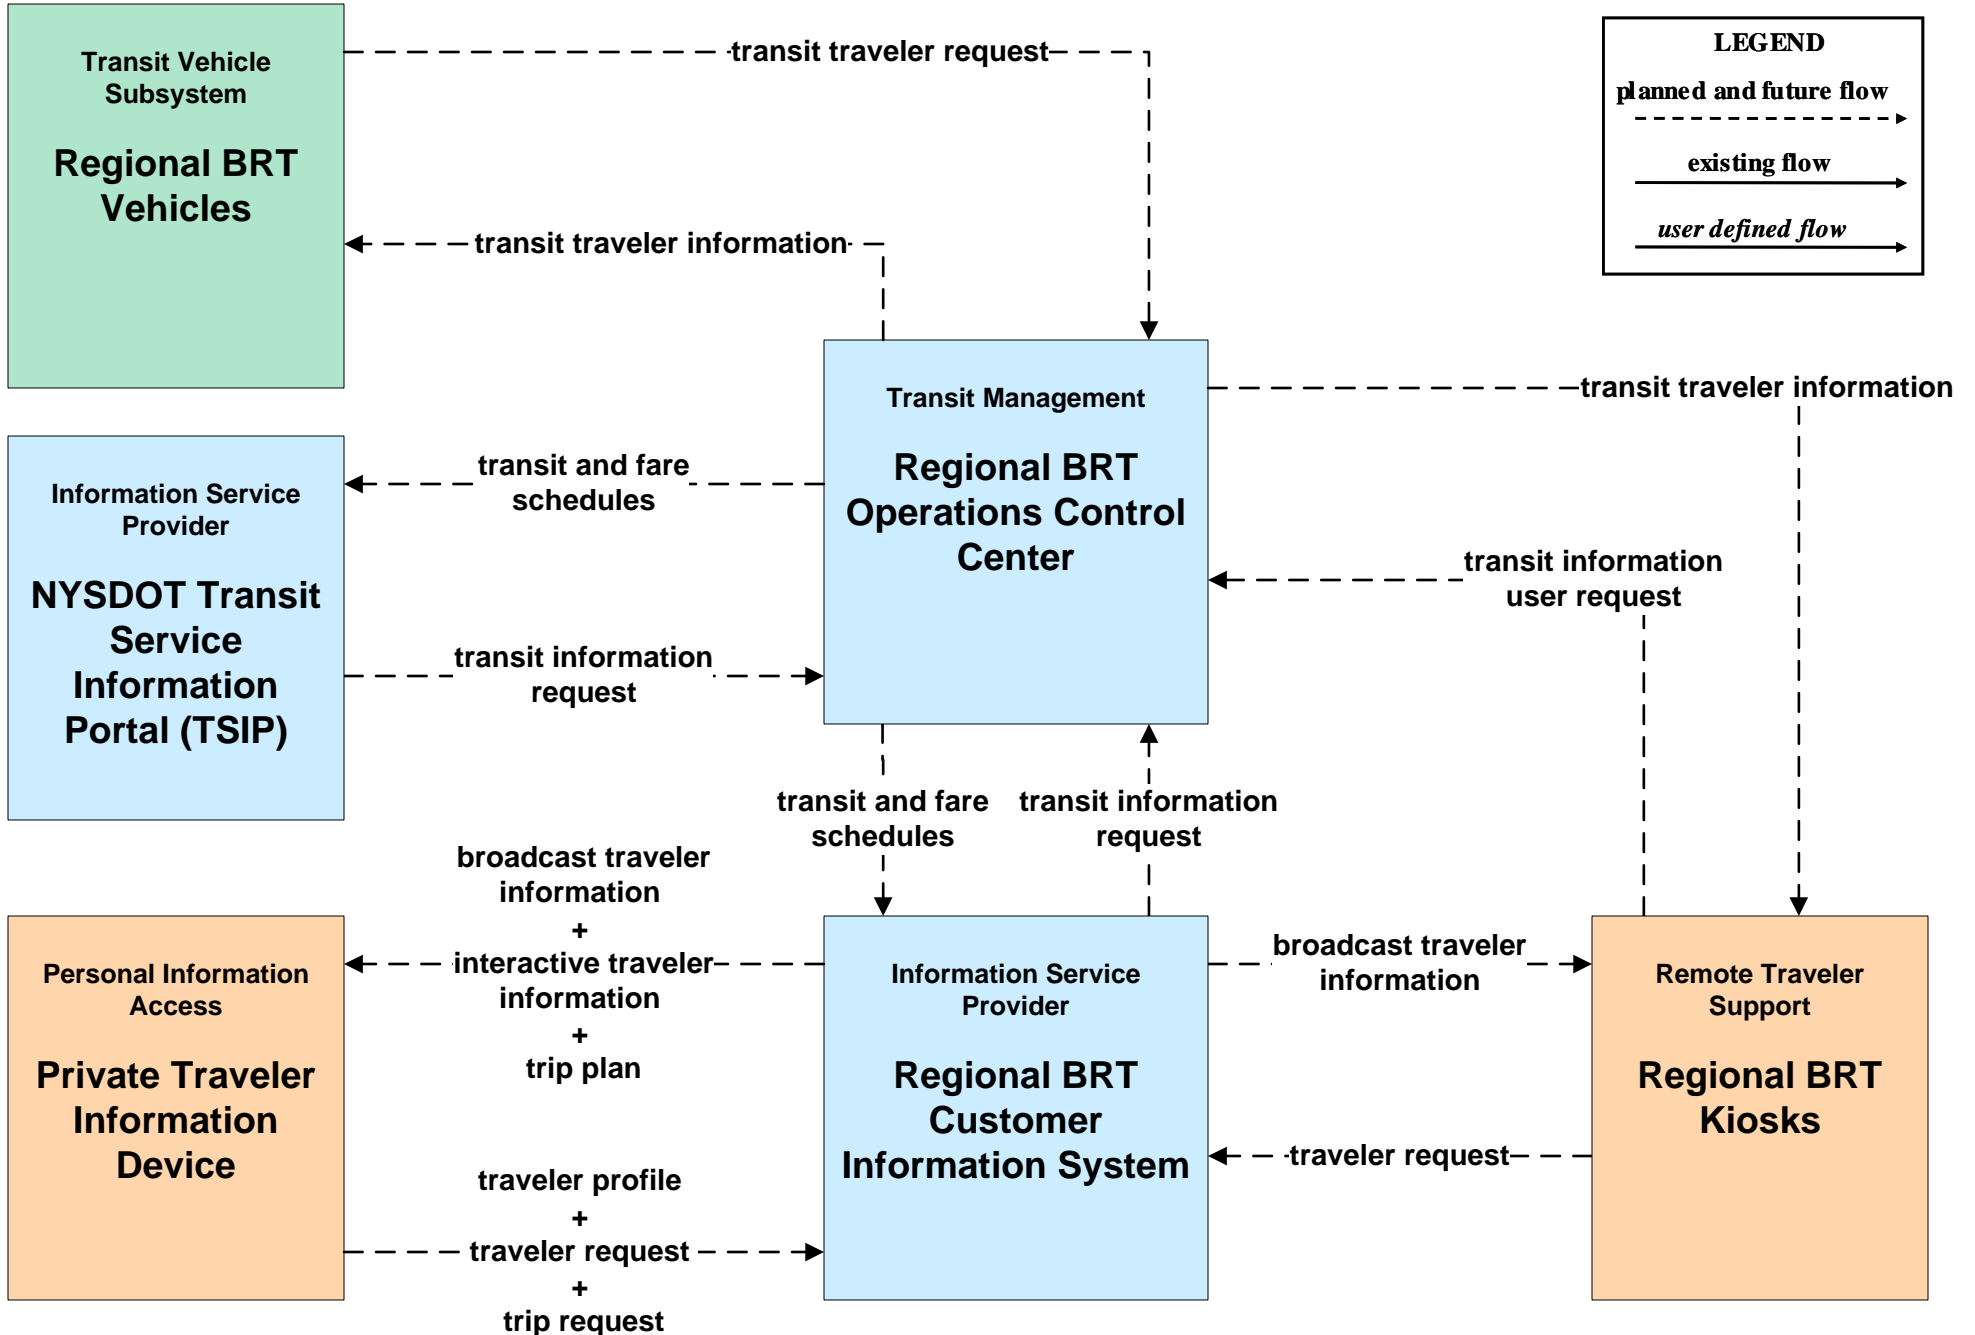 Transit Vehicle
Subsystem
Regional BRT
Vehicles
transit traveler request
transit traveler information
LEGEND
planned and future flow
existing flow
user defined flow
Transit Management
Regional BRT
Operations Control
Center
transit traveler information
Information Service
Provider
NYSDOT Transit
Service
Information
Portal (TSIP)
transit and fare
schedules
transit information
request
transit information
user request
transit and fare
schedules
transit information
request
Personal Information
Access
Private Traveler
Information
Device
broadcast traveler
information
+
interactive traveler
information
+
trip plan
traveler profile
+
traveler request
+
trip request
Information Service
Provider
Regional BRT
Customer
Information System
broadcast traveler
information
traveler request
Remote Traveler
Support
Regional BRT
Kiosks